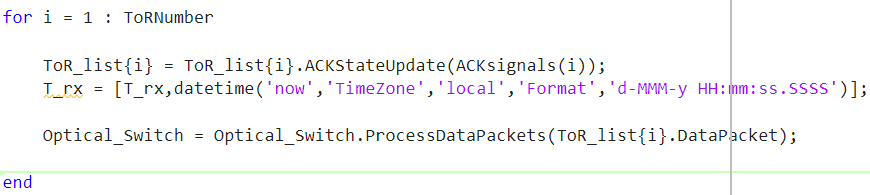 for i = 1 : ToRNumber
ToR_list{i} = ToR_list{i}.ACKStateUpdate(ACKsignals(i));
T_rx = [T_rx,datetime('now','TimeZone','local','Format','d-MMM-y HH:mm:ss.SSSS')];
Optical_Switch = Optical_Switch.ProcessDataPackets(ToR_list{i}.DataPacket);
end